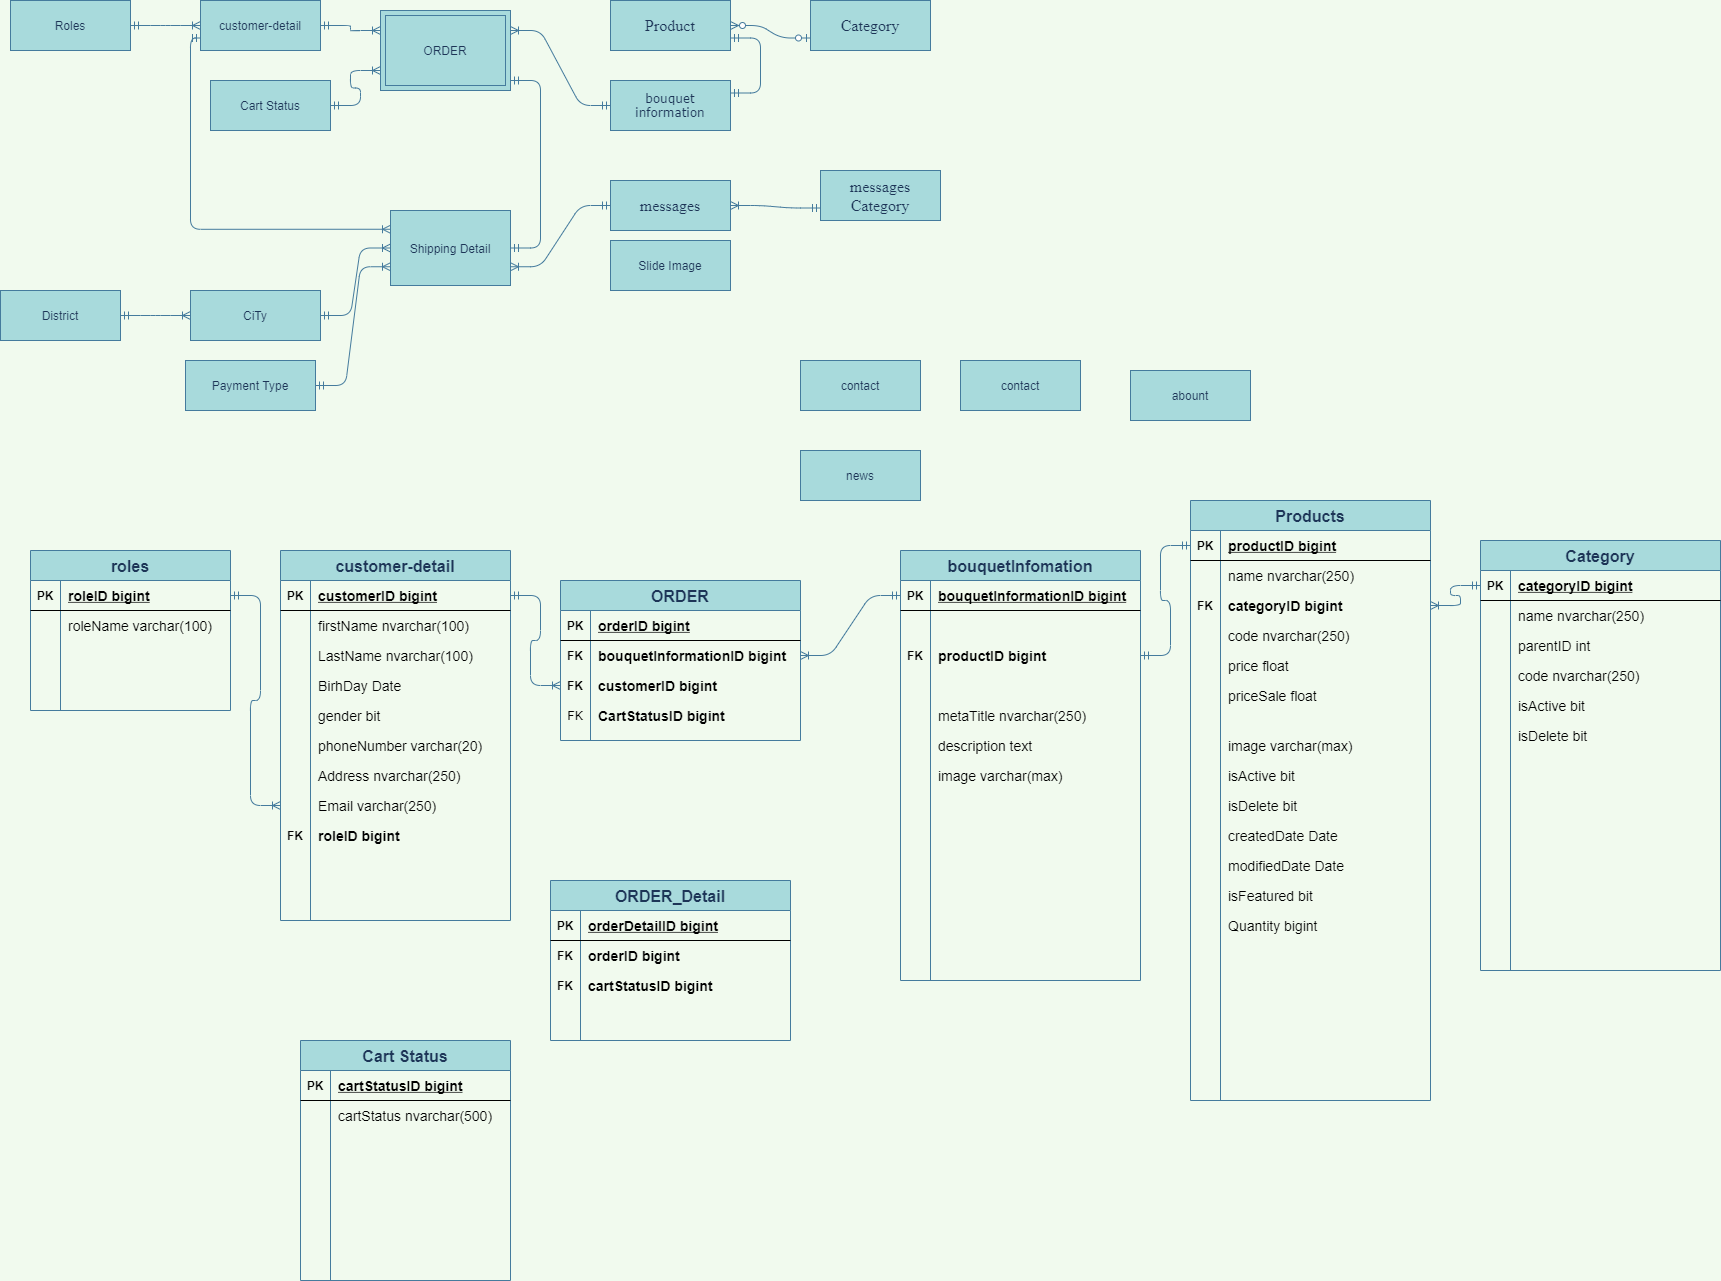 Roles
customer-detail
ORDER
Product
Category
Cart Status
bouquet
information
messages
messages
Category
Shipping Detail
Slide Image
District
CiTy
Payment Type
contact
contact
abount
news
roles
PK roleID bigint
roleName varchar(100)
customer-detail
PK customerID bigint
firstName nvarchar(100)
LastName nvarchar(100)
BirhDay Date
gender bit
phoneNumber varchar(20)
Address nvarchar(250)
Email varchar(250)
FK roleID bigint
ORDER
PK orderID bigint
FK bouquetInformationID bigint
FK customerID bigint
FK CartStatusID bigint
ORDER_Detail
PK orderDetailID bigint
FK orderID bigint
FK cartStatusID bigint
Cart Status
PK cartStatusID bigint
cartStatus nvarchar(500)
bouquetInfomation
PK bouquetInformationID bigint
FK productID bigint
metaTitle nvarchar(250)
description text
image varchar(max)
Products
PK productID bigint
name nvarchar(250)
FK categoryID bigint
code nvarchar(250)
price float
priceSale float
image varchar(max)
isActive bit
isDelete bit
createdDate Date
modifiedDate Date
isFeatured bit
Quantity bigint
Category
PK categoryID bigint
name nvarchar(250)
parentID int
code nvarchar(250)
isActive bit
isDelete bit